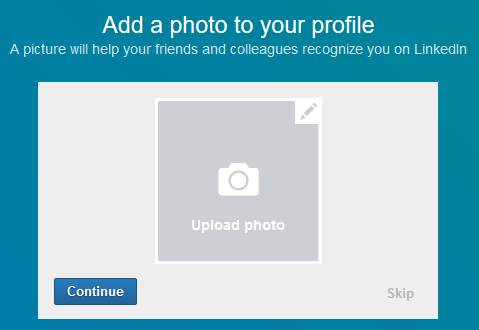 Add a photo to your profile
A picture will help your friends and colleagues recognize you on LinkedIn
Upload photo
Continue
Skip